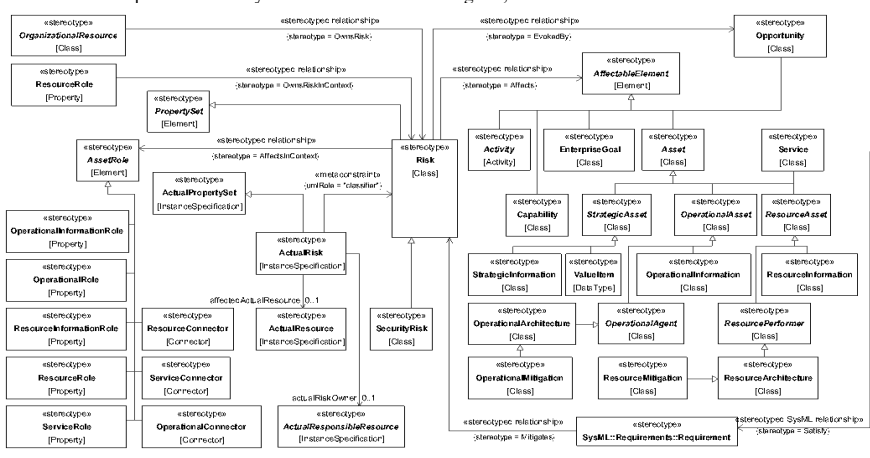 «stereotype»
OrganizationalResource
[Class]
«stereotyped relationship»
{stereotype = OwnsRisk}
«stereotyped relationship»
{stereotype = EvokedBy}
«stereotype»
Opportunity
[Class]
«stereotype»
ResourceRole
[Property]
«stereotyped relationship»
{stereotype = OwnsRiskInContext}
«stereotyped relationship»
{stereotype = Affects}
«stereotype»
AffectableElement
[Element]
«stereotype»
PropertySet
[Element]
«stereotype»
AssetRole
[Element]
«stereotyped relationship»
{stereotype = AffectsInContext}
«stereotype»
Risk
[Class]
«stereotype»
Activity
[Activity]
«stereotype»
EnterpriseGoal
[Class]
«stereotype»
Asset
[Class]
«stereotype»
Service
[Class]
«stereotype»
ActualPropertySet
[InstanceSpecification]
«metaconstraint»
{umlRole = "classifier"}
«stereotype»
Capability
[Class]
«stereotype»
StrategicAsset
[Class]
«stereotype»
OperationalAsset
[Class]
«stereotype»
ResourceAsset
[Class]
«stereotype»
OperationalInformationRole
[Property]
«stereotype»
ActualRisk
[InstanceSpecification]
«stereotype»
StrategicInformation
[Class]
«stereotype»
ValueItem
[DataType]
«stereotype»
OperationalInformation
[Class]
«stereotype»
ResourceInformation
[Class]
«stereotype»
OperationalRole
[Property]
affectedActualResource 0..1
«stereotype»
ResourceInformationRole
[Property]
«stereotype»
ResourceConnector
[Connector]
«stereotype»
ActualResource
[InstanceSpecification]
«stereotype»
SecurityRisk
[Class]
«stereotype»
OperationalArchitecture
[Class]
«stereotype»
OperationalAgent
[Class]
«stereotype»
ResourcePerformer
[Class]
«stereotype»
ResourceRole
[Property]
«stereotype»
ServiceConnector
[Connector]
«stereotype»
OperationalMitigation
[Class]
«stereotype»
ResourceMitigation
[Class]
«stereotype»
ResourceArchitecture
[Class]
actualRiskOwner 0..1
«stereotype»
ServiceRole
[Property]
«stereotype»
OperationalConnector
[Connector]
«stereotype»
ActualResponsibleResource
[InstanceSpecification]
«stereotyped relationship»
{stereotype = Mitigates}
«stereotype»
SysML::Requirements::Requirement
«stereotyped SysML relationship»
{stereotype = Satisfy}